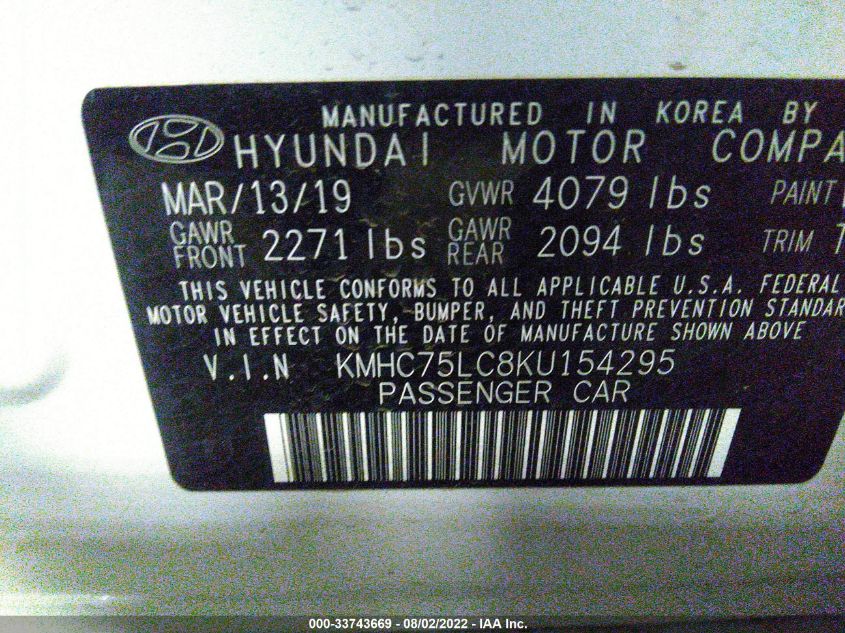 MANUFACTURED IN KOREA BY
HYUNDAI MOTOR COMPA
MAR/13/19 GVWR 4079 lbs PAINT
GAWR FRONT 2271 lbs GAWR REAR 2094 lbs TRIM T
THIS VEHICLE CONFORMS TO ALL APPLICABLE U.S.A. FEDERAL
MOTOR VEHICLE SAFETY, BUMPER, AND THEFT PREVENTION STANDAR
IN EFFECT ON THE DATE OF MANUFACTURE SHOWN ABOVE
V.I.N KMHC75LC8KU154295
PASSENGER CAR
000-33743669 - 08/02/2022 - IAA Inc.